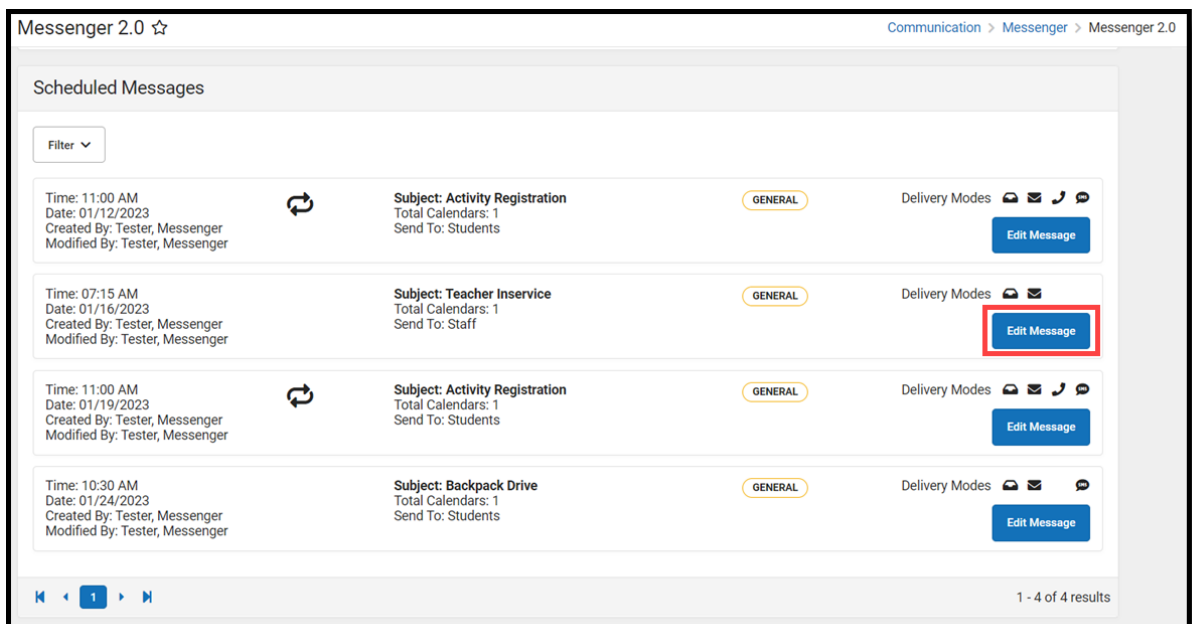 Messenger 2.0
Communication > Messenger > Messenger 2.0
Scheduled Messages
Filter
Time: 11:00 AM
Date: 01/12/2023
Created By: Tester, Messenger
Modified By: Tester, Messenger
Subject: Activity Registration
Total Calendars: 1
Send To: Students
GENERAL
Delivery Modes
SMS
Edit Message
Time: 07:15 AM
Date: 01/16/2023
Created By: Tester, Messenger
Modified By: Tester, Messenger
Subject: Teacher Inservice
Total Calendars: 1
Send To: Staff
GENERAL
Delivery Modes
Edit Message
Time: 11:00 AM
Date: 01/19/2023
Created By: Tester, Messenger
Modified By: Tester, Messenger
Subject: Activity Registration
Total Calendars: 1
Send To: Students
GENERAL
Delivery Modes
SMS
Edit Message
Time: 10:30 AM
Date: 01/24/2023
Created By: Tester, Messenger
Modified By: Tester, Messenger
Subject: Backpack Drive
Total Calendars: 1
Send To: Students
GENERAL
Delivery Modes
SMS
Edit Message
1
1 - 4 of 4 results